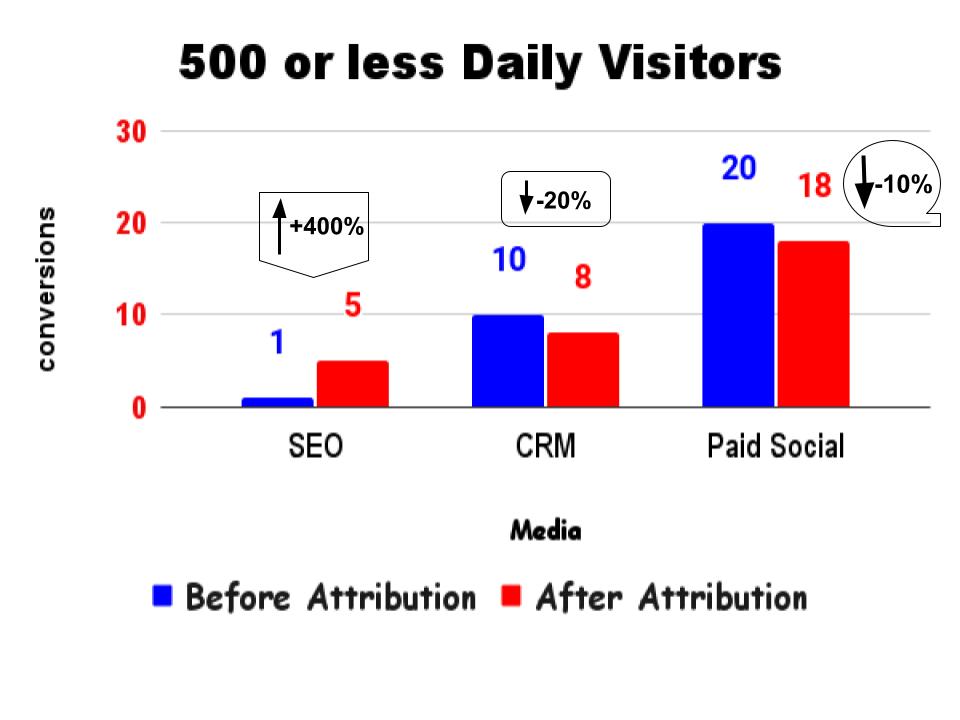 500 or less Daily Visitors
conversions
30
20
10
0
+400%
-20%
-10%
1
5
10
8
20
18
SEO
CRM
Paid Social
Media
Before Attribution
After Attribution